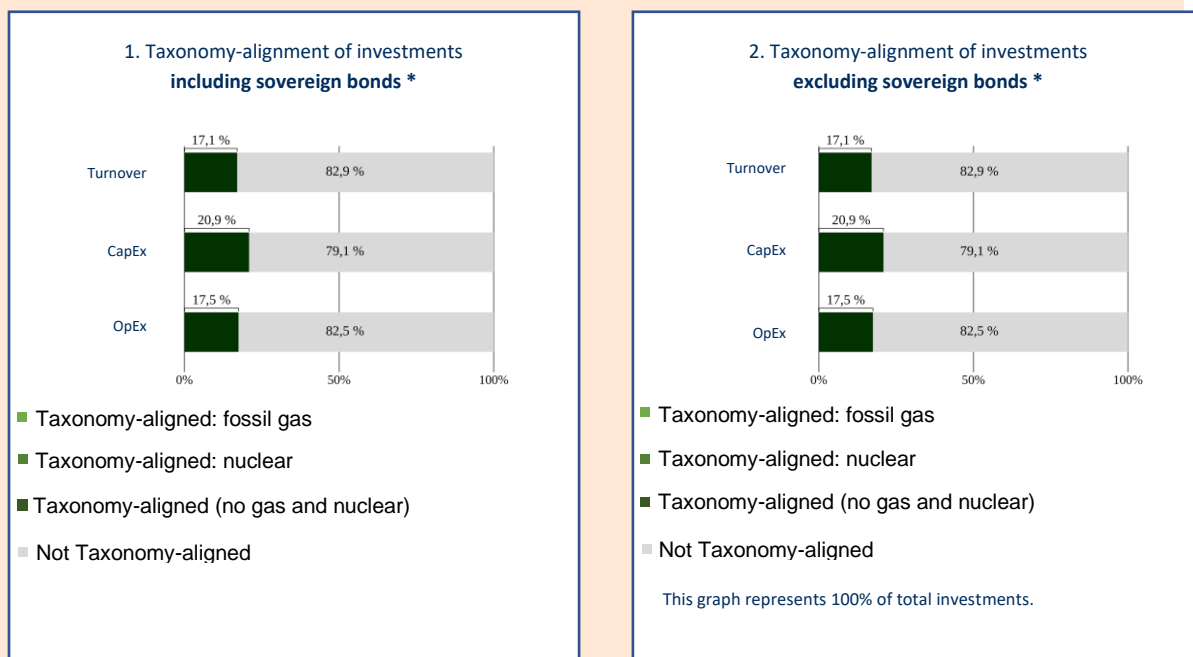 1. Taxonomy-alignment of investments
including sovereign bonds *
17,1 %
Turnover
82,9 %
20,9 %
CapEx
79,1 %
17,5 %
OpEx
82,5 %
0%
50%
100%
Taxonomy-aligned: fossil gas
Taxonomy-aligned: nuclear
Taxonomy-aligned (no gas and nuclear)
Not Taxonomy-aligned
2. Taxonomy-alignment of investments
excluding sovereign bonds *
17,1 %
Turnover
82,9 %
20,9 %
CapEx
79,1 %
17,5 %
OpEx
82,5 %
0%
50%
100%
Taxonomy-aligned: fossil gas
Taxonomy-aligned: nuclear
Taxonomy-aligned (no gas and nuclear)
Not Taxonomy-aligned
This graph represents 100% of total investments.